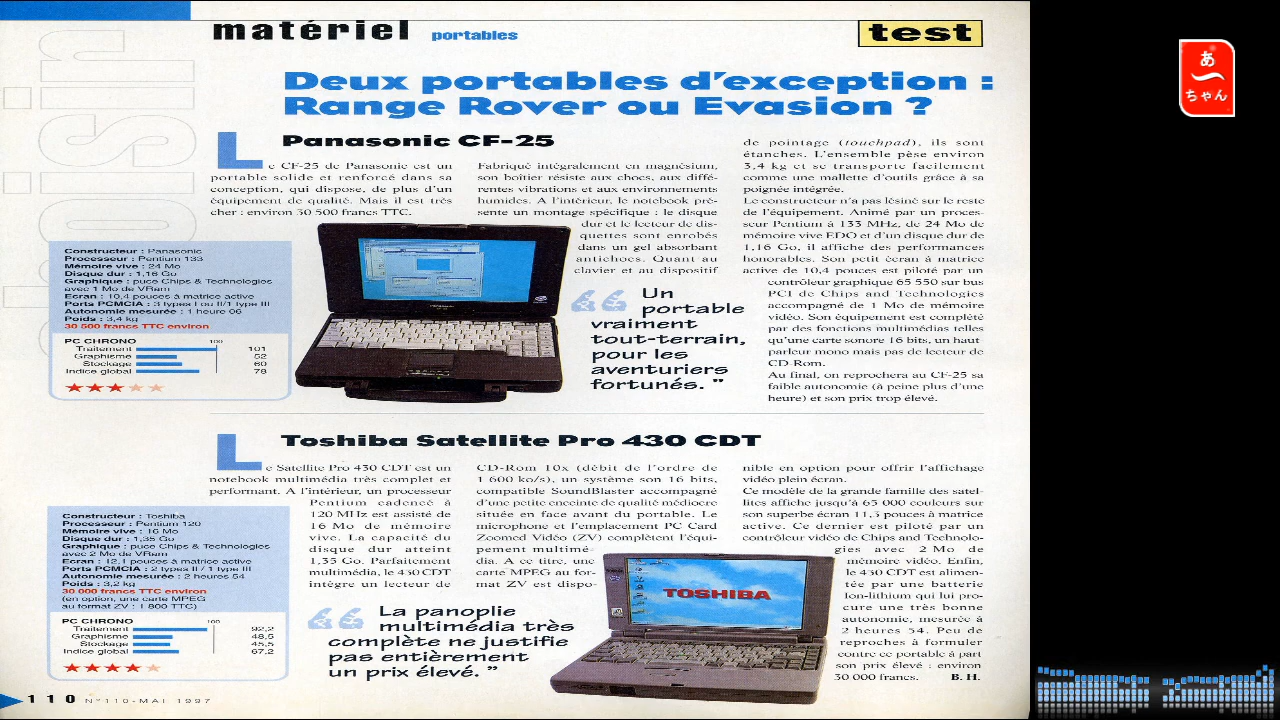 matériel portables
test
Deux portables d'exception :
Range Rover ou Evasion ?
Panasonic CF-25
Le CF-25 de Panasonic est un
portable solide et renforcé dans sa
conception, qui dispose, de plus d'un
équipement de qualité. Mais il est très
cher : environ 30 500 francs TTC.
Constructeur : Panasonic
Processeur : Pentium 133
Mémoire vive : 24 Mo
Disque dur : 1,16 Go
Graphique : puce Chips & Technologies
avec 1 Mo de VRam
Ecran : 10,4 pouces à matrice active
Ports PCMCIA : 3 types I ou II/1 type III
Autonomie mesurée : 1 heure 06
Poids : 3,4 kg
30 500 francs TTC environ
PC CHRONO 100
Traitement 101
Graphisme 52
Stockage 60
Indice global 79
Fabriqué intégralement en magnésium,
son boîtier résiste aux chocs, aux diffé-
rentes vibrations et aux environnements
humides. A l'intérieur, le notebook pré-
sente un montage spécifique : le disque
dur et le lecteur de dis-
quettes sont enrobés
dans un gel absorbant
antichocs. Quant au
clavier et au dispositif
“ Un
portable
vraiment
tout-terrain,
pour les
aventuriers
fortunés. ”
de pointage (touchpad), ils sont
étanches. L'ensemble pèse environ
3,4 kg et se transporte facilement
comme une mallette d'outils grâce à sa
poignée intégrée.
Le constructeur n'a pas lésiné sur le reste
de l'équipement. Animé par un proces-
seur Pentium à 133 MHz, de 24 Mo de
mémoire vive EDO et d'un disque dur de
1,16 Go, il affiche des performances
honorables. Son petit écran à matrice
active de 10,4 pouces est piloté par un
contrôleur graphique 65 550 sur bus
PCI de Chips and Technologies
accompagné de 1 Mo de mémoire
vidéo. Son équipement est complété
par des fonctions multimédias telles
qu'une carte sonore 16 bits, un haut-
parleur mono mais pas de lecteur de
CD-Rom.
Au final, on reprochera au CF-25 sa
faible autonomie (à peine plus d'une
heure) et son prix trop élevé.
Toshiba Satellite Pro 430 CDT
Le Satellite Pro 430 CDT est un
notebook multimédia très complet et
performant. A l'intérieur, un processeur
Pentium cadencé à
120 MHz est assisté de
16 Mo de mémoire
vive. La capacité du
disque dur atteint
1,35 Go. Parfaitement
multimédia, le 430 CDT
intègre un lecteur de
Constructeur : Toshiba
Processeur : Pentium 120
Mémoire vive : 16 Mo
Disque dur : 1,35 Go
Graphique : puce Chips & Technologies
avec 2 Mo de VRam
Ecran : 12,1 pouces à matrice active
Ports PCMCIA : 2 types II / 1 type III
Autonomie mesurée : 2 heures 54
Poids : 3,2 kg
30 000 francs TTC environ
(en option, une carte MPEG
au format ZV : 1 800 TTC)
PC CHRONO 100
Traitement 92,2
Graphisme 48,5
Stockage 45,5
Indice global 67,2
CD-Rom 10x (débit de l'ordre de
1 600 ko/s), un système son 16 bits,
compatible SoundBlaster accompagné
d'une petite enceinte de qualité médiocre
située en face avant du portable. Le
microphone et l'emplacement PC Card
Zoomed Vidéo (ZV) complètent l'équi-
pement multimé-
dia. A ce titre, une
carte MPEG au for-
mat ZV est dispo-
“ La panoplie
multimédia très
complète ne justifie
pas entièrement
un prix élevé. ”
TOSHIBA
nible en option pour offrir l'affichage
vidéo plein écran.
Ce modèle de la grande famille des satel-
lites affiche jusqu'à 65 000 couleurs sur
son superbe écran 11,3 pouces à matrice
active. Ce dernier est piloté par un
contrôleur vidéo de Chips and Technolo-
gies avec 2 Mo de
mémoire vidéo. Enfin,
le 430 CDT est alimen-
tée par une batterie
Ion-lithium qui lui pro-
cure une très bonne
autonomie, mesurée à
2 heures 54. Peu de
reproches à formuler
contre ce portable à part
son prix élevé : environ
30 000 francs. B. H.
110 N°110-MAI 1997
あーちゃん